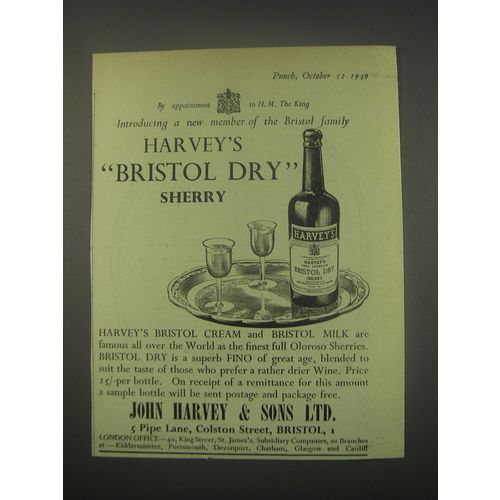 Punch, October 12 1949
By appointment to H.M. The King
Introducing a new member of the Bristol family
HARVEY'S
"BRISTOL DRY"
SHERRY
HARVEY'S
HARVEY'S
BRISTOL DRY
SHERRY
HARVEY'S BRISTOL CREAM and BRISTOL MILK are
famous all over the World as the finest full Oloroso Sherries.
BRISTOL DRY is a superb FINO of great age, blended to
suit the taste of those who prefer a rather drier Wine. Price
25/-per bottle. On receipt of a remittance for this amount
a sample bottle will be sent postage and package free.
JOHN HARVEY & SONS LTD.
5 Pipe Lane, Colston Street, BRISTOL, 1
LONDON OFFICE—40, King Street, St. James's, Subsidiary Companies, or Branches
at—Kidderminster, Portsmouth, Devonport, Chatham, Glasgow and Cardiff